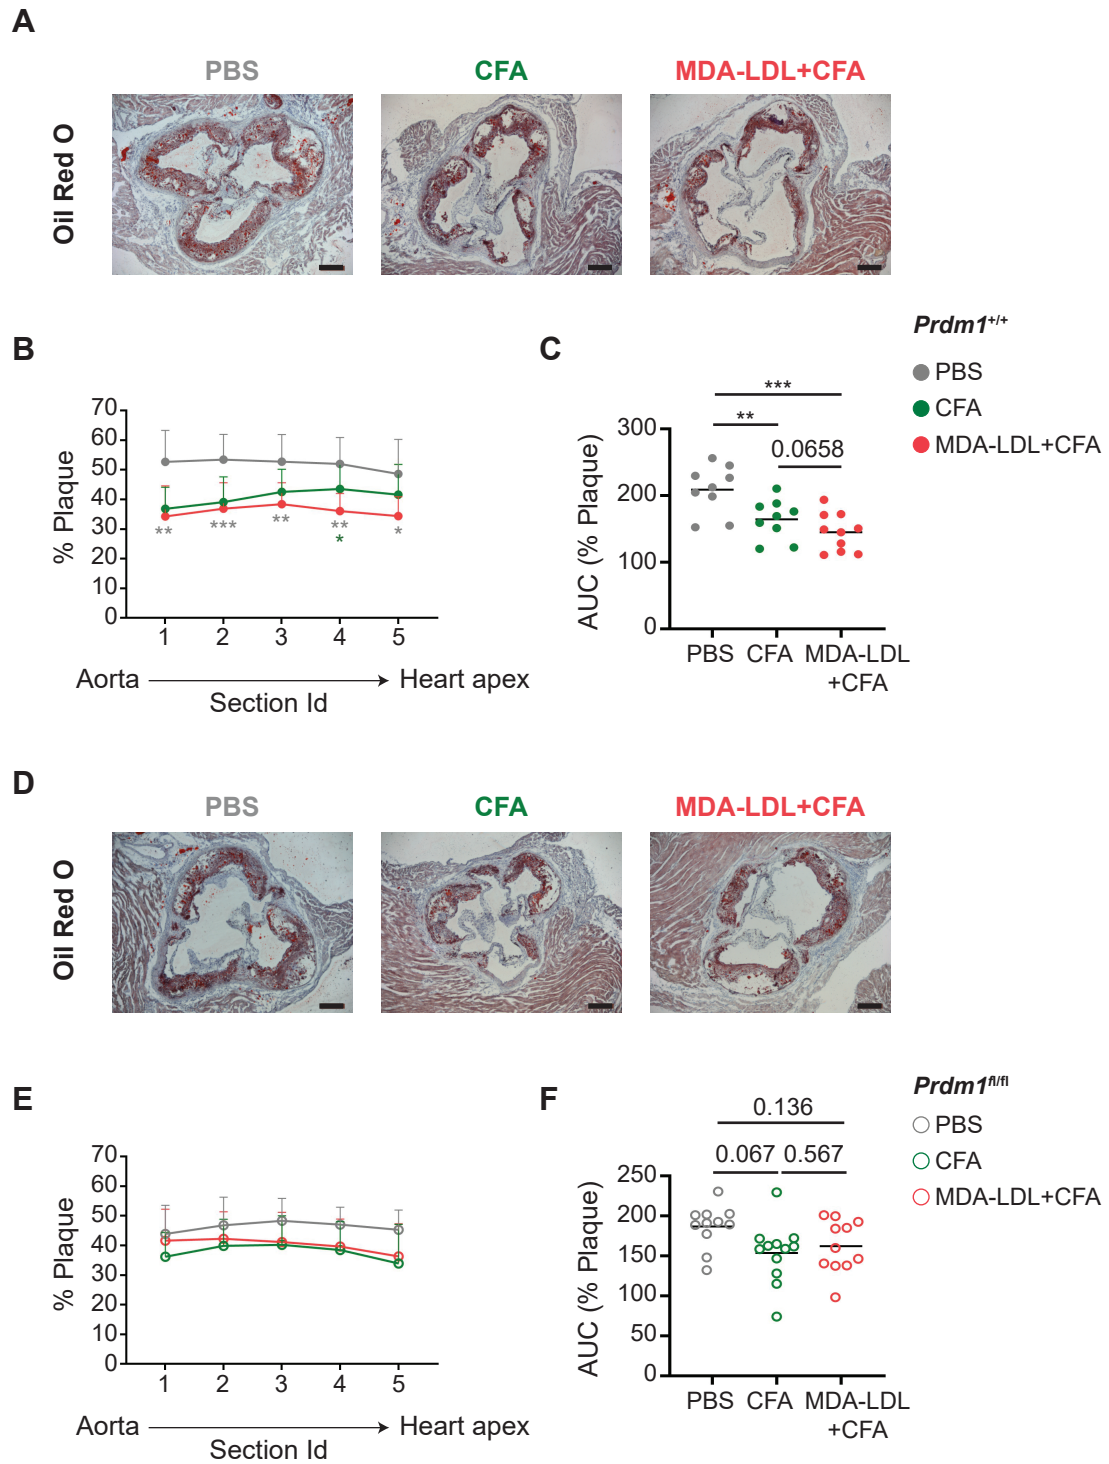 A
PBS
CFA
MDA-LDL+CFA
Oil Red O
B
C
Prdm1+/+
PBS
CFA
MDA-LDL+CFA
% Plaque
70
60
50
40
30
20
10
0
** *** ** ** *
*
1 2 3 4 5
Aorta Heart apex
Section Id
AUC (% Plaque)
***
**
0.0658
300
200
100
0
PBS CFA MDA-LDL
+CFA
D
PBS
CFA
MDA-LDL+CFA
Oil Red O
E
F
Prdm1fl/fl
PBS
CFA
MDA-LDL+CFA
% Plaque
70
60
50
40
30
20
10
0
1 2 3 4 5
Aorta Heart apex
Section Id
AUC (% Plaque)
0.136
0.067 0.567
250
200
150
100
50
0
PBS CFA MDA-LDL
+CFA